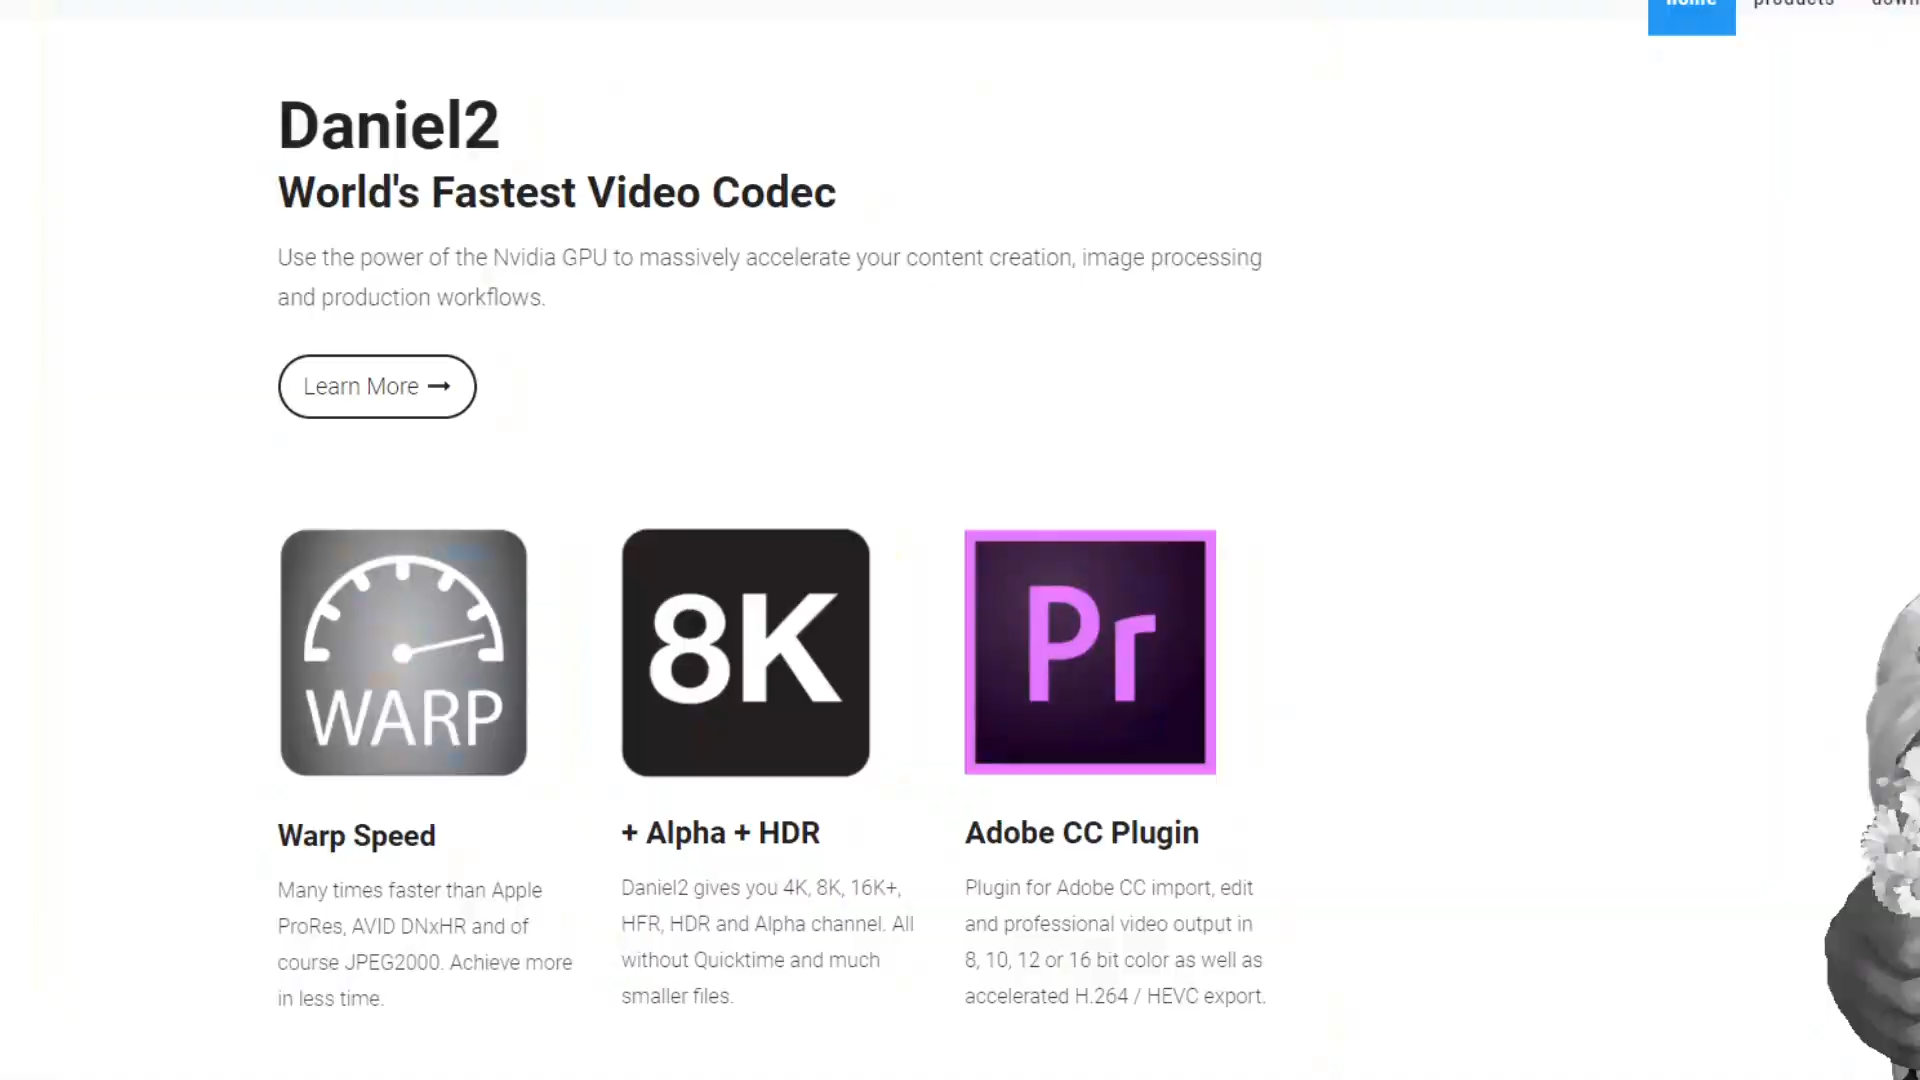 home products
Daniel2
World's Fastest Video Codec
Use the power of the Nvidia GPU to massively accelerate your content creation, image processing
and production workflows.
Learn More
WARP
8K
Pr
Warp Speed
Many times faster than Apple
ProRes, AVID DNxHR and of
course JPEG2000. Achieve more
in less time.
+ Alpha + HDR
Daniel2 gives you 4K, 8K, 16K+,
HFR, HDR and Alpha channel. All
without Quicktime and much
smaller files.
Adobe CC Plugin
Plugin for Adobe CC import, edit
and professional video output in
8, 10, 12 or 16 bit color as well as
accelerated H.264 / HEVC export.